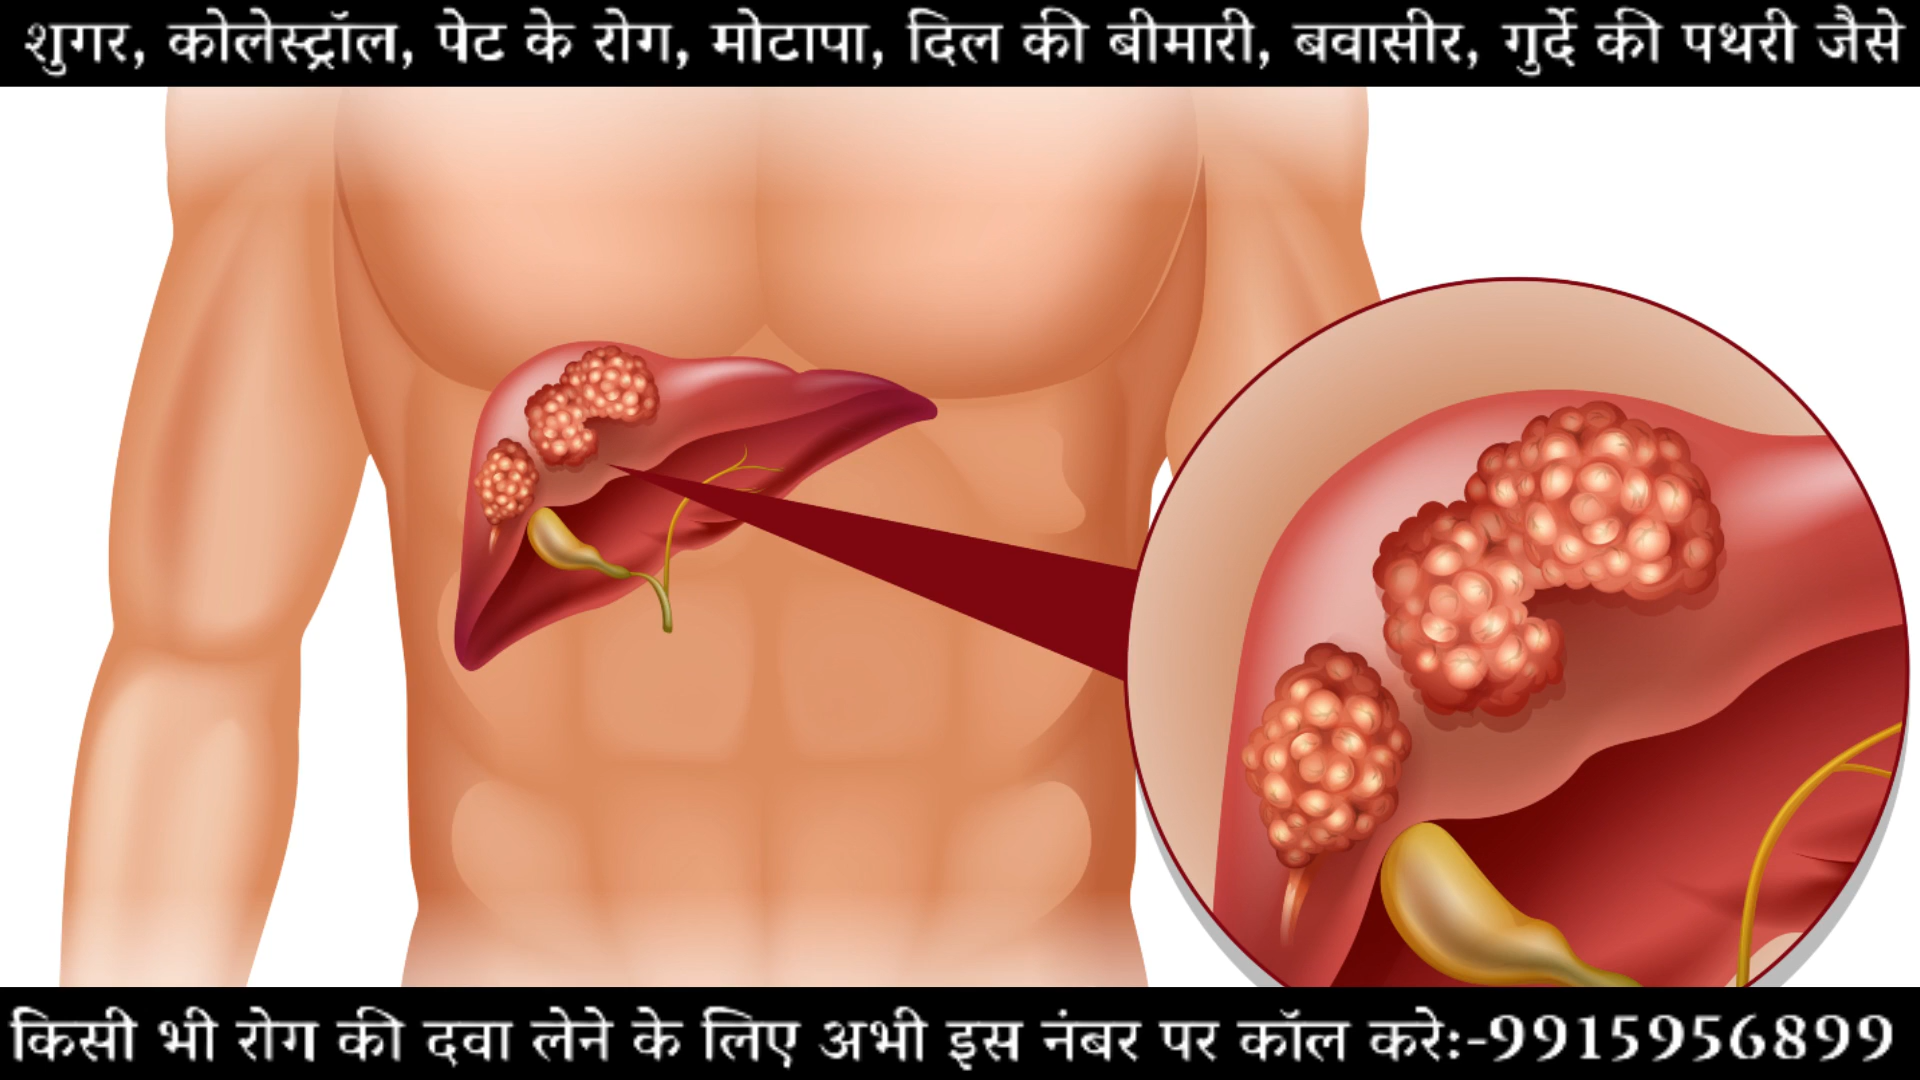 शुगर, कोलेस्ट्रॉल, पेट के रोग, मोटापा, दिल की बीमारी, बवासीर, गुर्दे की पथरी जैसे
किसी भी रोग की दवा लेने के लिए अभी इस नंबर पर कॉल करे:-9915956899